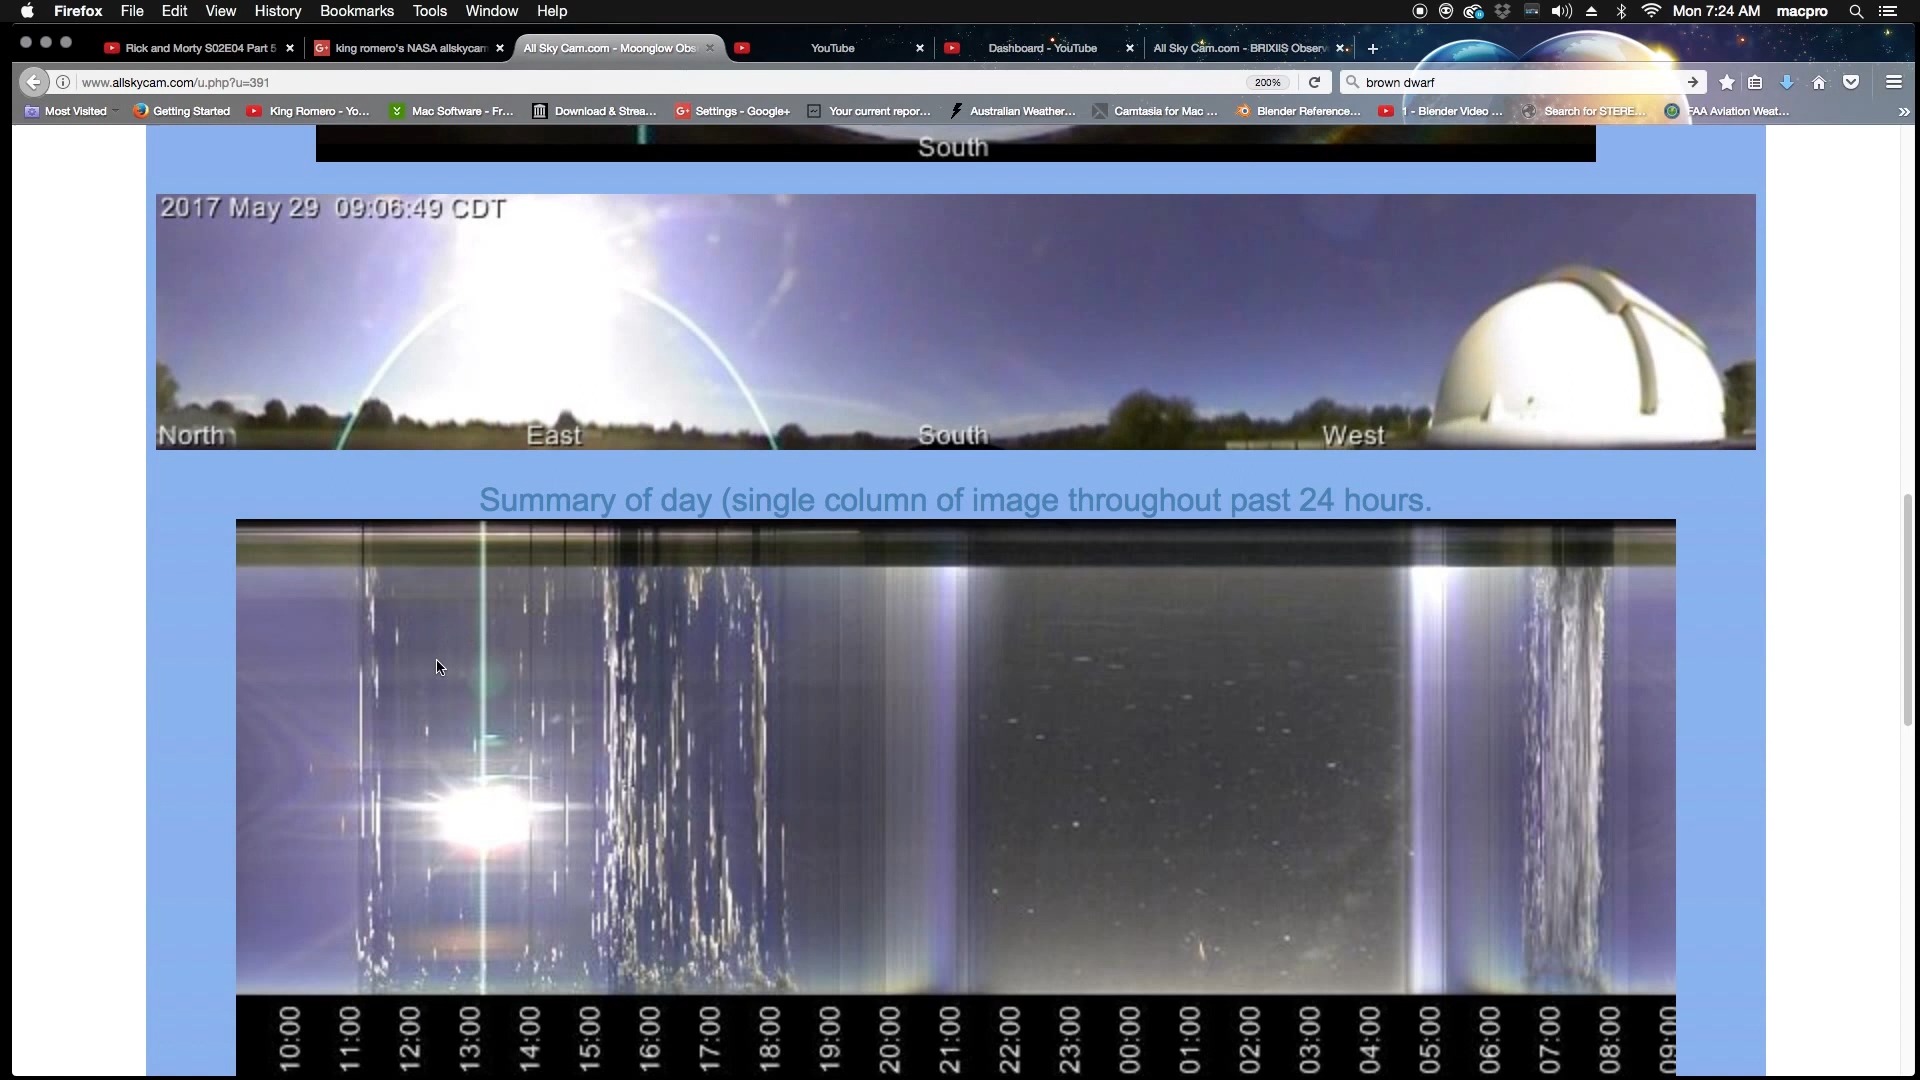 Firefox File Edit View History Bookmarks Tools Window Help Mon 7:24 AM macpro
Rick and Morty S02E04 Part 5 king romero's NASA allskycam All Sky Cam.com - Moonglow Obs YouTube Dashboard - YouTube All Sky Cam.com - BRIXIIS Observ
www.allskycam.com/u.php?u=391 200% brown dwarf
Most Visited Getting Started King Romero - Yo... Mac Software - Fr... Download & Strea... Settings - Google+ Your current repor... Australian Weather... Camtasia for Mac ... Blender Reference... 1 - Blender Video ... Search for STERE... FAA Aviation Weat...
South
2017 May 29 09:06:49 CDT
North East South West
Summary of day (single column of image throughout past 24 hours.
10:00 11:00 12:00 13:00 14:00 15:00 16:00 17:00 18:00 19:00 20:00 21:00 22:00 23:00 00:00 01:00 02:00 03:00 04:00 05:00 06:00 07:00 08:00 09:00